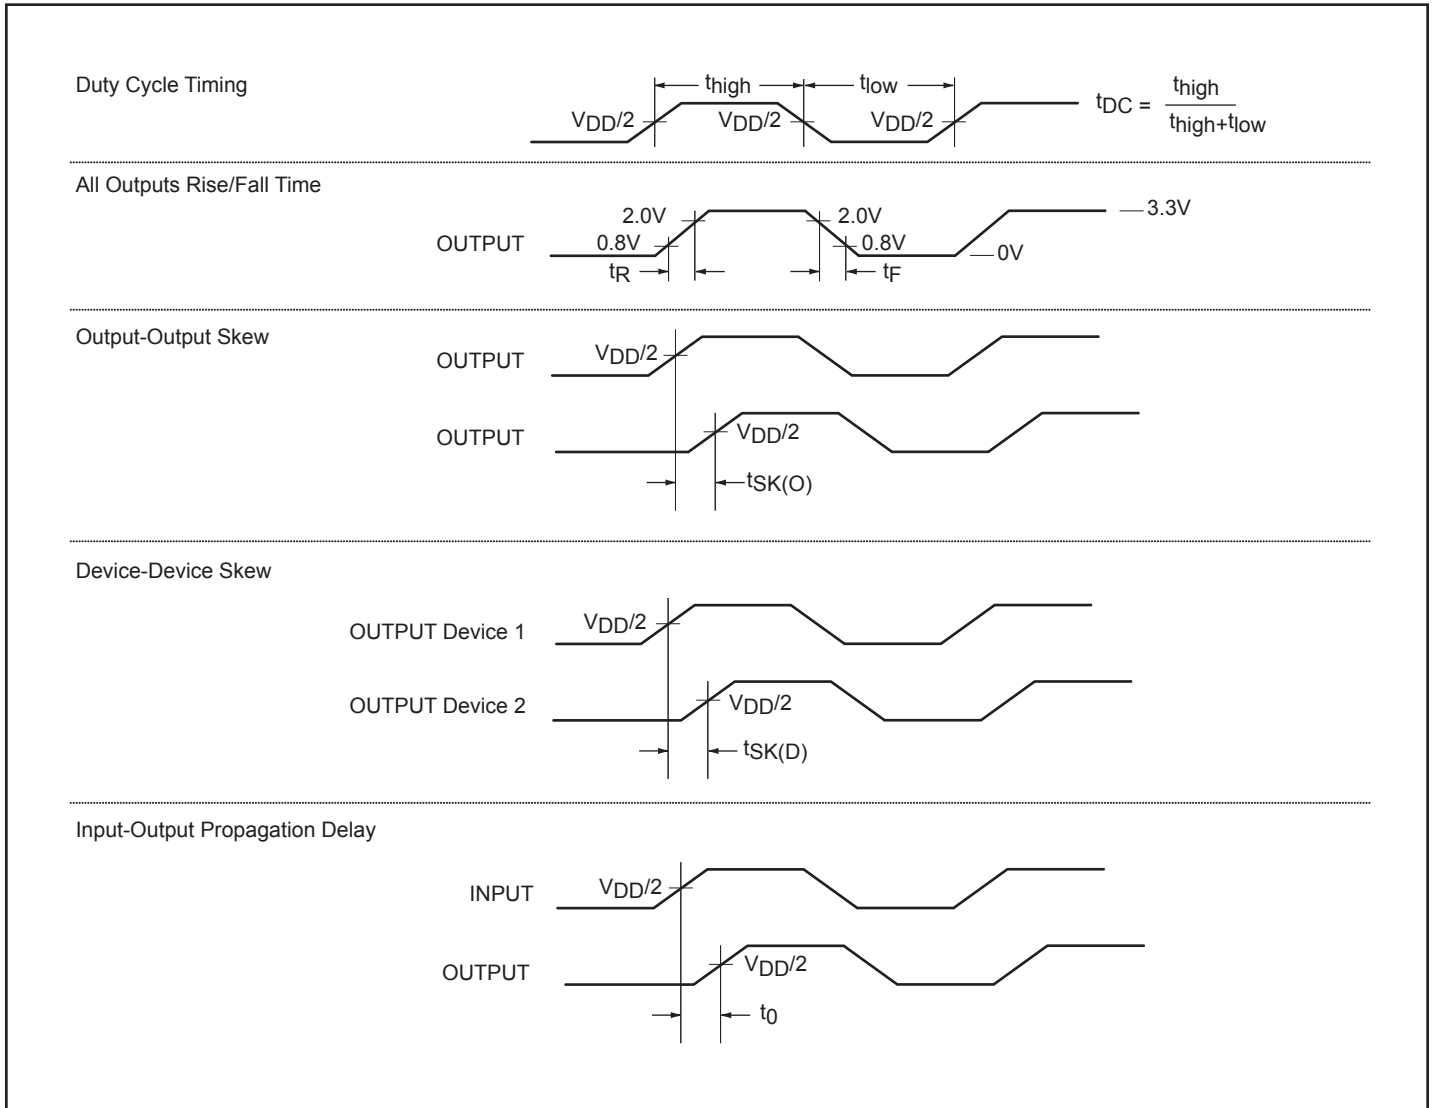 Duty Cycle Timing
thigh
tlow
VDD/2
VDD/2
VDD/2
tDC = thigh
thigh+tlow
All Outputs Rise/Fall Time
OUTPUT
2.0V
0.8V
2.0V
0.8V
3.3V
0V
tR
tF
Output-Output Skew
OUTPUT
VDD/2
OUTPUT
VDD/2
tSK(O)
Device-Device Skew
OUTPUT Device 1
VDD/2
OUTPUT Device 2
VDD/2
tSK(D)
Input-Output Propagation Delay
INPUT
VDD/2
OUTPUT
VDD/2
t0